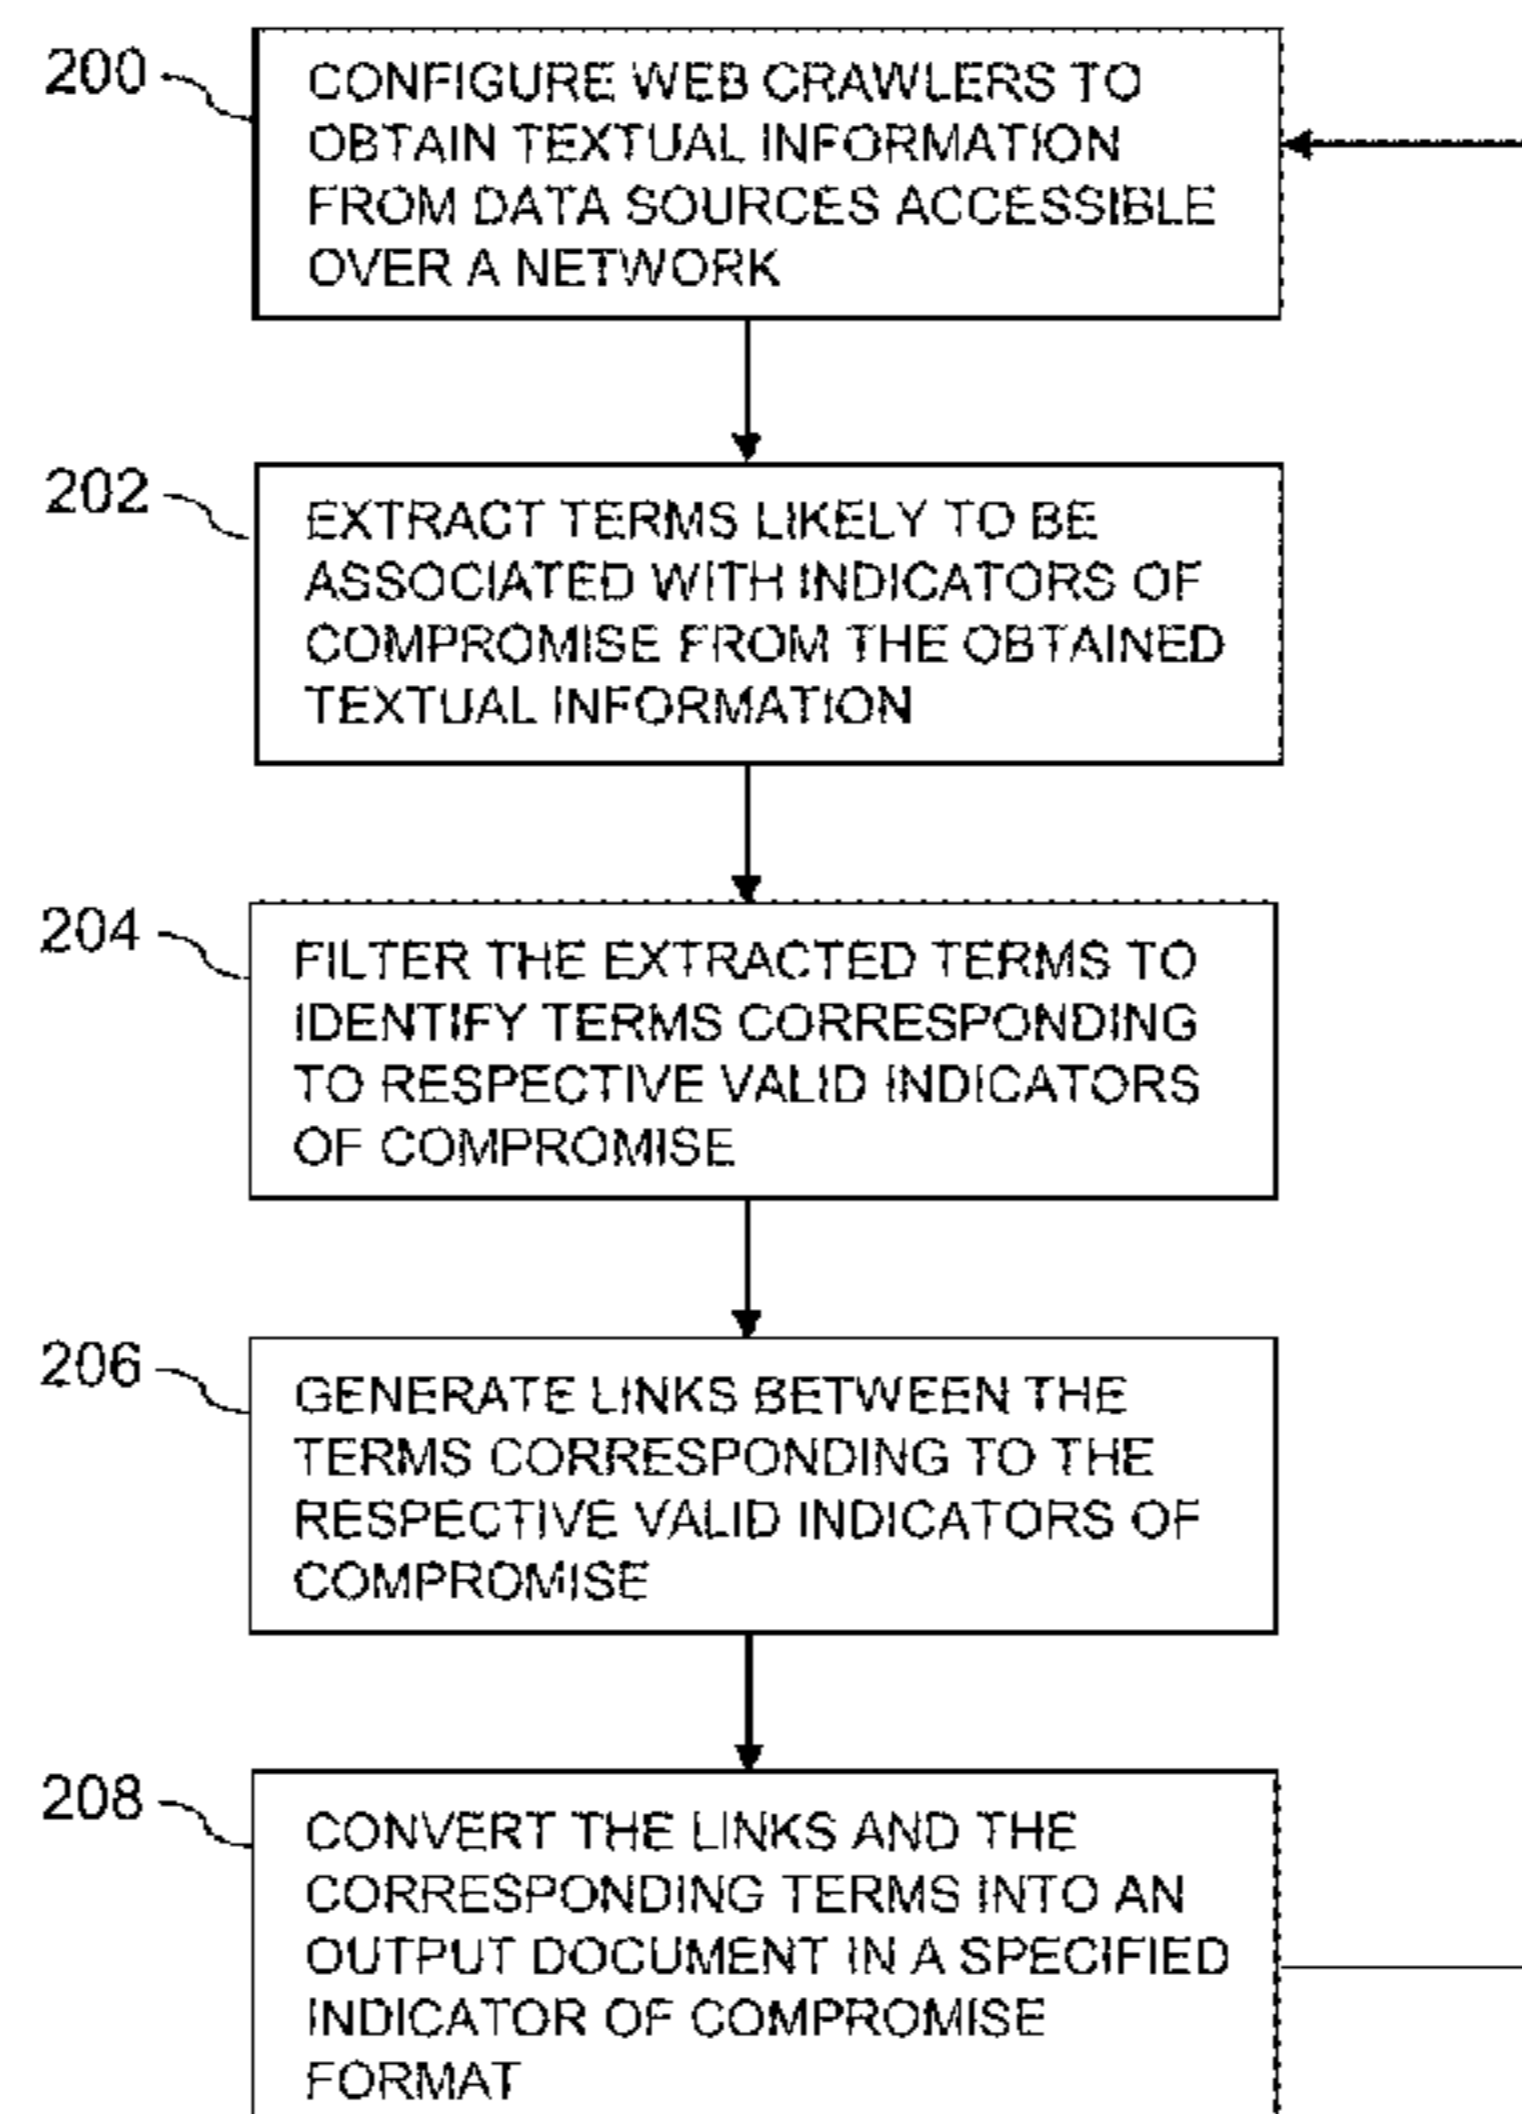 200
CONFIGURE WEB CRAWLERS TO
OBTAIN TEXTUAL INFORMATION
FROM DATA SOURCES ACCESSIBLE
OVER A NETWORK
202
EXTRACT TERMS LIKELY TO BE
ASSOCIATED WITH INDICATORS OF
COMPROMISE FROM THE OBTAINED
TEXTUAL INFORMATION
204
FILTER THE EXTRACTED TERMS TO
IDENTIFY TERMS CORRESPONDING
TO RESPECTIVE VALID INDICATORS
OF COMPROMISE
206
GENERATE LINKS BETWEEN THE
TERMS CORRESPONDING TO THE
RESPECTIVE VALID INDICATORS OF
COMPROMISE
208
CONVERT THE LINKS AND THE
CORRESPONDING TERMS INTO AN
OUTPUT DOCUMENT IN A SPECIFIED
INDICATOR OF COMPROMISE
FORMAT